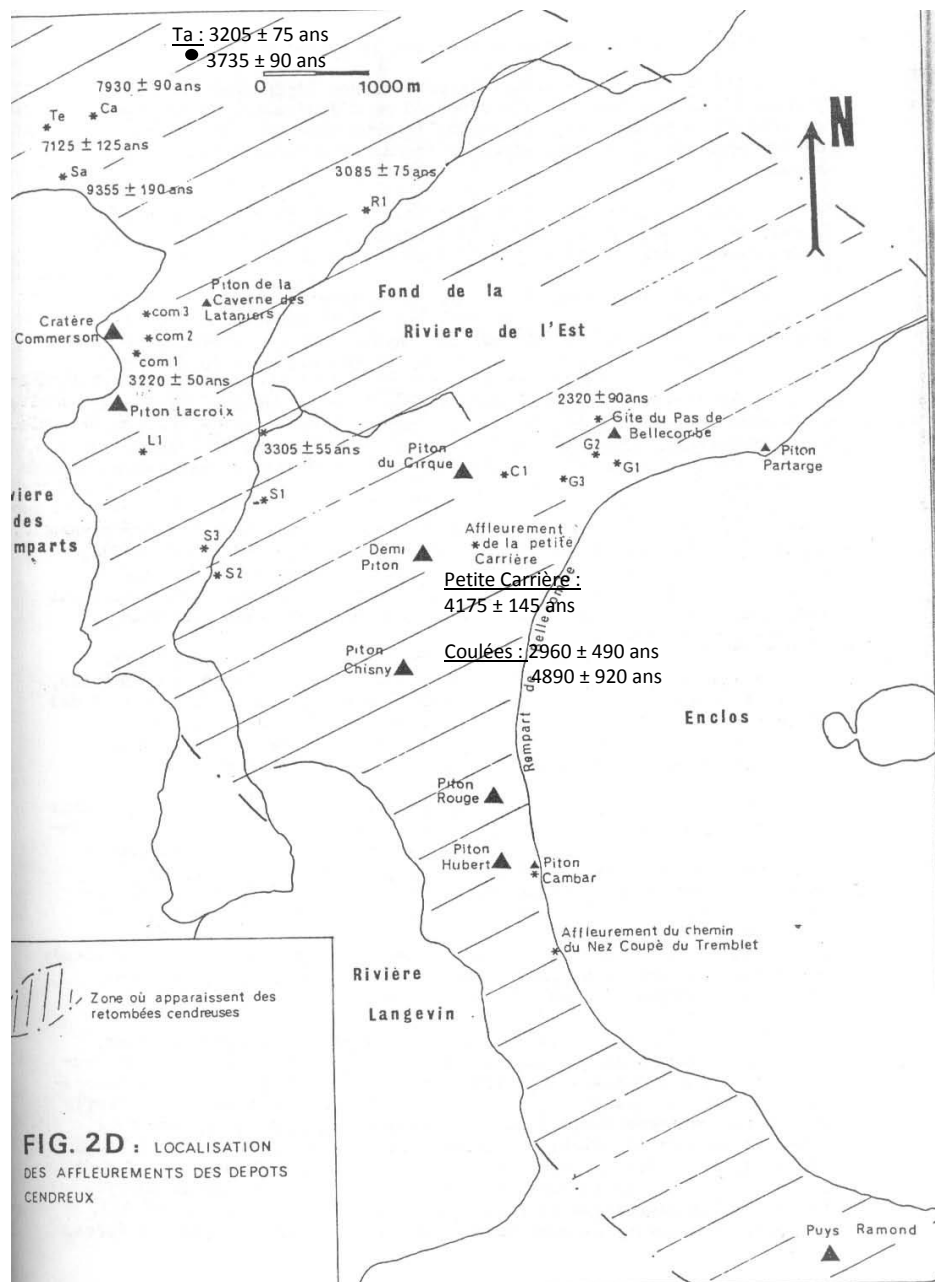 Ta : 3205 ± 75 ans
3735 ± 90 ans
0 1000 m
7930 ± 90 ans
Te
Ca
7125 ± 125 ans
Sa
9355 ± 190 ans
3085 ± 75 ans
R1
N
Piton de la
Caverne des
Lataniers
Fond de la
Riviere de l'Est
com 3
Cratère
Commerson
com 2
com 1
3220 ± 50 ans
Piton Lacroix
L1
3305 ± 55 ans
2320 ± 90 ans
Gîte du Pas de
Bellecombe
G2
G1
G3
Piton
Partarge
Piton
du Cirque
C1
viere
des
mparts
S1
S3
S2
Affleurement
de la petite
Carrière
Demi
Piton
Petite Carrière :
4175 ± 145 ans
Piton
Chisny
Coulées : 2960 ± 490 ans
4890 ± 920 ans
Rempart de
Enclos
Piton
Rouge
Piton
Hubert
Piton
Cambar
Affleurement du chemin
du Nez Coupè du Tremblet
Rivière
Langevin
Zone où apparaissent des
retombées cendreuses
FIG. 2D : LOCALISATION
DES AFFLEUREMENTS DES DEPOTS
CENDREUX
Puys Ramond